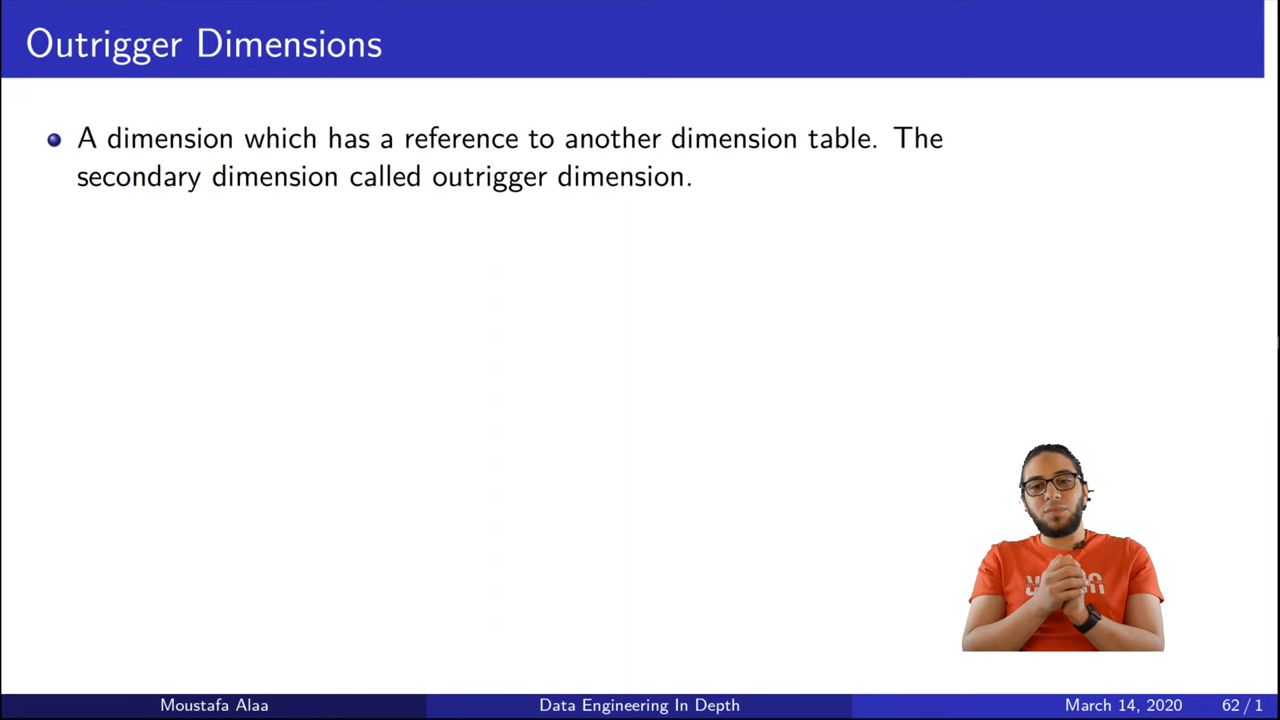 Outrigger Dimensions
A dimension which has a reference to another dimension table. The
secondary dimension called outrigger dimension.
Moustafa Alaa
Data Engineering In Depth
March 14, 2020
62 / 1